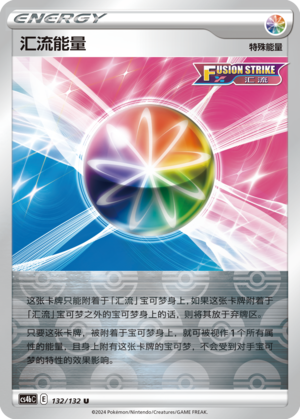 ENERGY
汇流能量
特殊能量
FUSION STRIKE
汇流
这张卡牌只能附着于「汇流」宝可梦身上,如果这张卡牌附着于
「汇流」宝可梦之外的宝可梦身上的话,则将其放于弃牌区。
只要这张卡牌,被附着于宝可梦身上,就可被视作1个所有属
性的能量,且身上附有这张卡牌的宝可梦,不受到对手宝可
梦的特性的效果影响。
CS4bC E 132/132 U
©2024 Pokémon/Nintendo/Creatures/GAME FREAK.